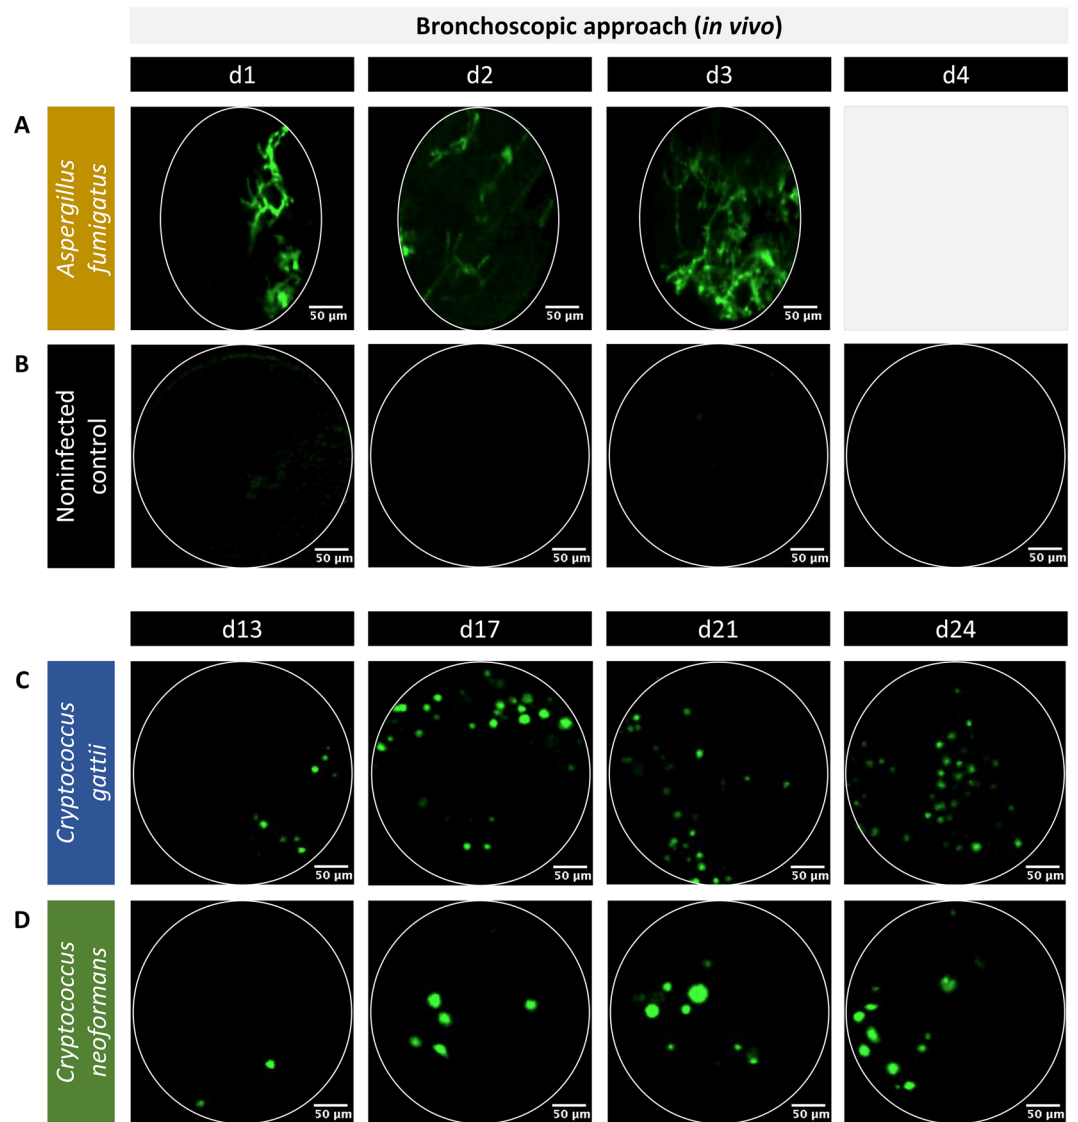 Bronchoscopic approach (in vivo)
d1
d2
d3
d4
A
Aspergillus
fumigatus
50 µm
50 µm
50 µm
B
Noninfected
control
50 µm
50 µm
50 µm
50 µm
d13
d17
d21
d24
C
Cryptococcus
gattii
50 µm
50 µm
50 µm
50 µm
D
Cryptococcus
neoformans
50 µm
50 µm
50 µm
50 µm